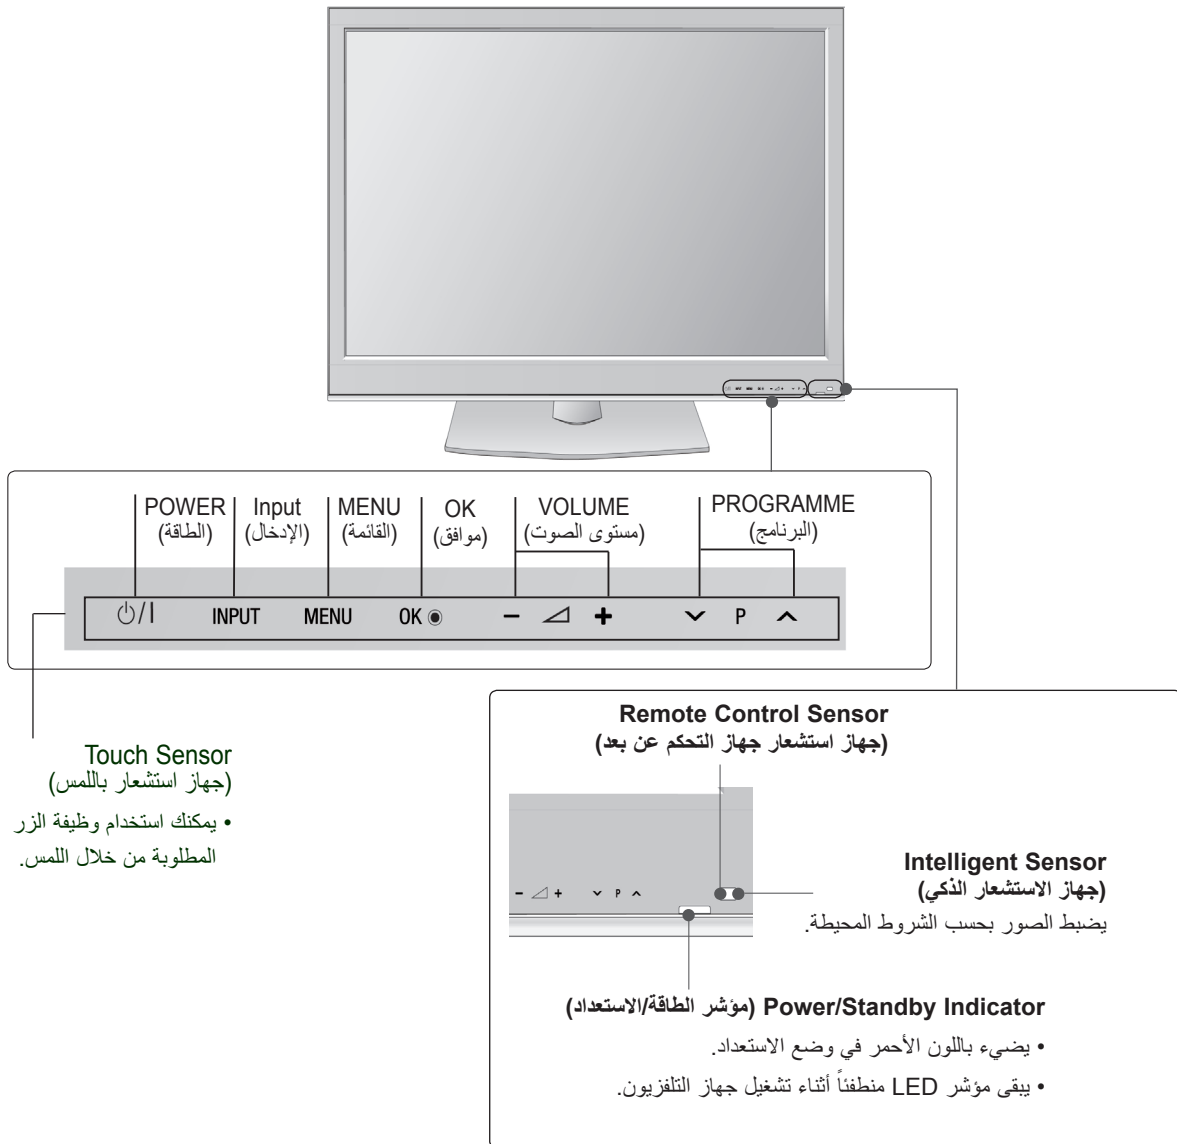 POWER
(الطاقة)
Input
(الإدخال)
MENU
(القائمة)
OK
(موافق)
VOLUME
(مستوى الصوت)
PROGRAMME
(البرنامج)
/I INPUT MENU OK - + P
Touch Sensor
(جهاز استشعار باللمس)
• يمكنك استخدام وظيفة الزر
المطلوبة من خلال اللمس.
Remote Control Sensor
(جهاز استشعار جهاز التحكم عن بعد)
- + P
Intelligent Sensor
(جهاز الاستشعار الذكي)
يضبط الصور بحسب الشروط المحيطة.
Power/Standby Indicator (مؤشر الطاقة/الاستعداد)
• يضيء باللون الأحمر في وضع الاستعداد.
• يبقى مؤشر LED منطفئاً أثناء تشغيل جهاز التلفزيون.